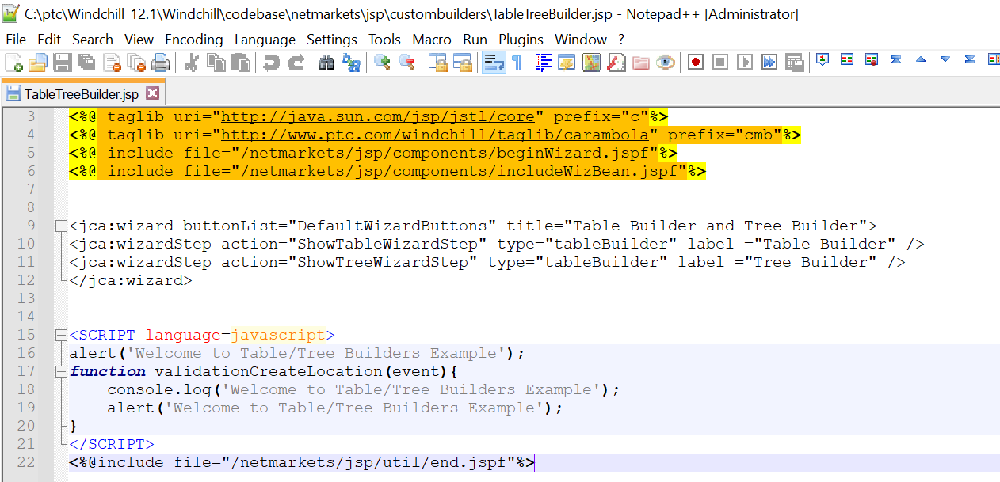 C:\ptc\Windchill_12.1\Windchill\codebase\netmarkets\jsp\custombuilders\TableTreeBuilder.jsp - Notepad++ [Administrator]
File Edit Search View Encoding Language Settings Tools Macro Run Plugins Window ?
TableTreeBuilder.jsp
3 <%@ taglib uri="http://java.sun.com/jsp/jstl/core" prefix="c"%>
4 <%@ taglib uri="http://www.ptc.com/windchill/taglib/carambola" prefix="cmb"%>
5 <%@ include file="/netmarkets/jsp/components/beginWizard.jspf"%>
6 <%@ include file="/netmarkets/jsp/components/includeWizBean.jspf"%>
7
8
9 <jca:wizard buttonList="DefaultWizardButtons" title="Table Builder and Tree Builder">
10 <jca:wizardStep action="ShowTableWizardStep" type="tableBuilder" label ="Table Builder" />
11 <jca:wizardStep action="ShowTreeWizardStep" type="tableBuilder" label ="Tree Builder" />
12 </jca:wizard>
13
14
15 <SCRIPT language=javascript>
16 alert('Welcome to Table/Tree Builders Example');
17 function validationCreateLocation(event){
18     console.log('Welcome to Table/Tree Builders Example');
19     alert('Welcome to Table/Tree Builders Example');
20 }
21 </SCRIPT>
22 <%@include file="/netmarkets/jsp/util/end.jspf"%>